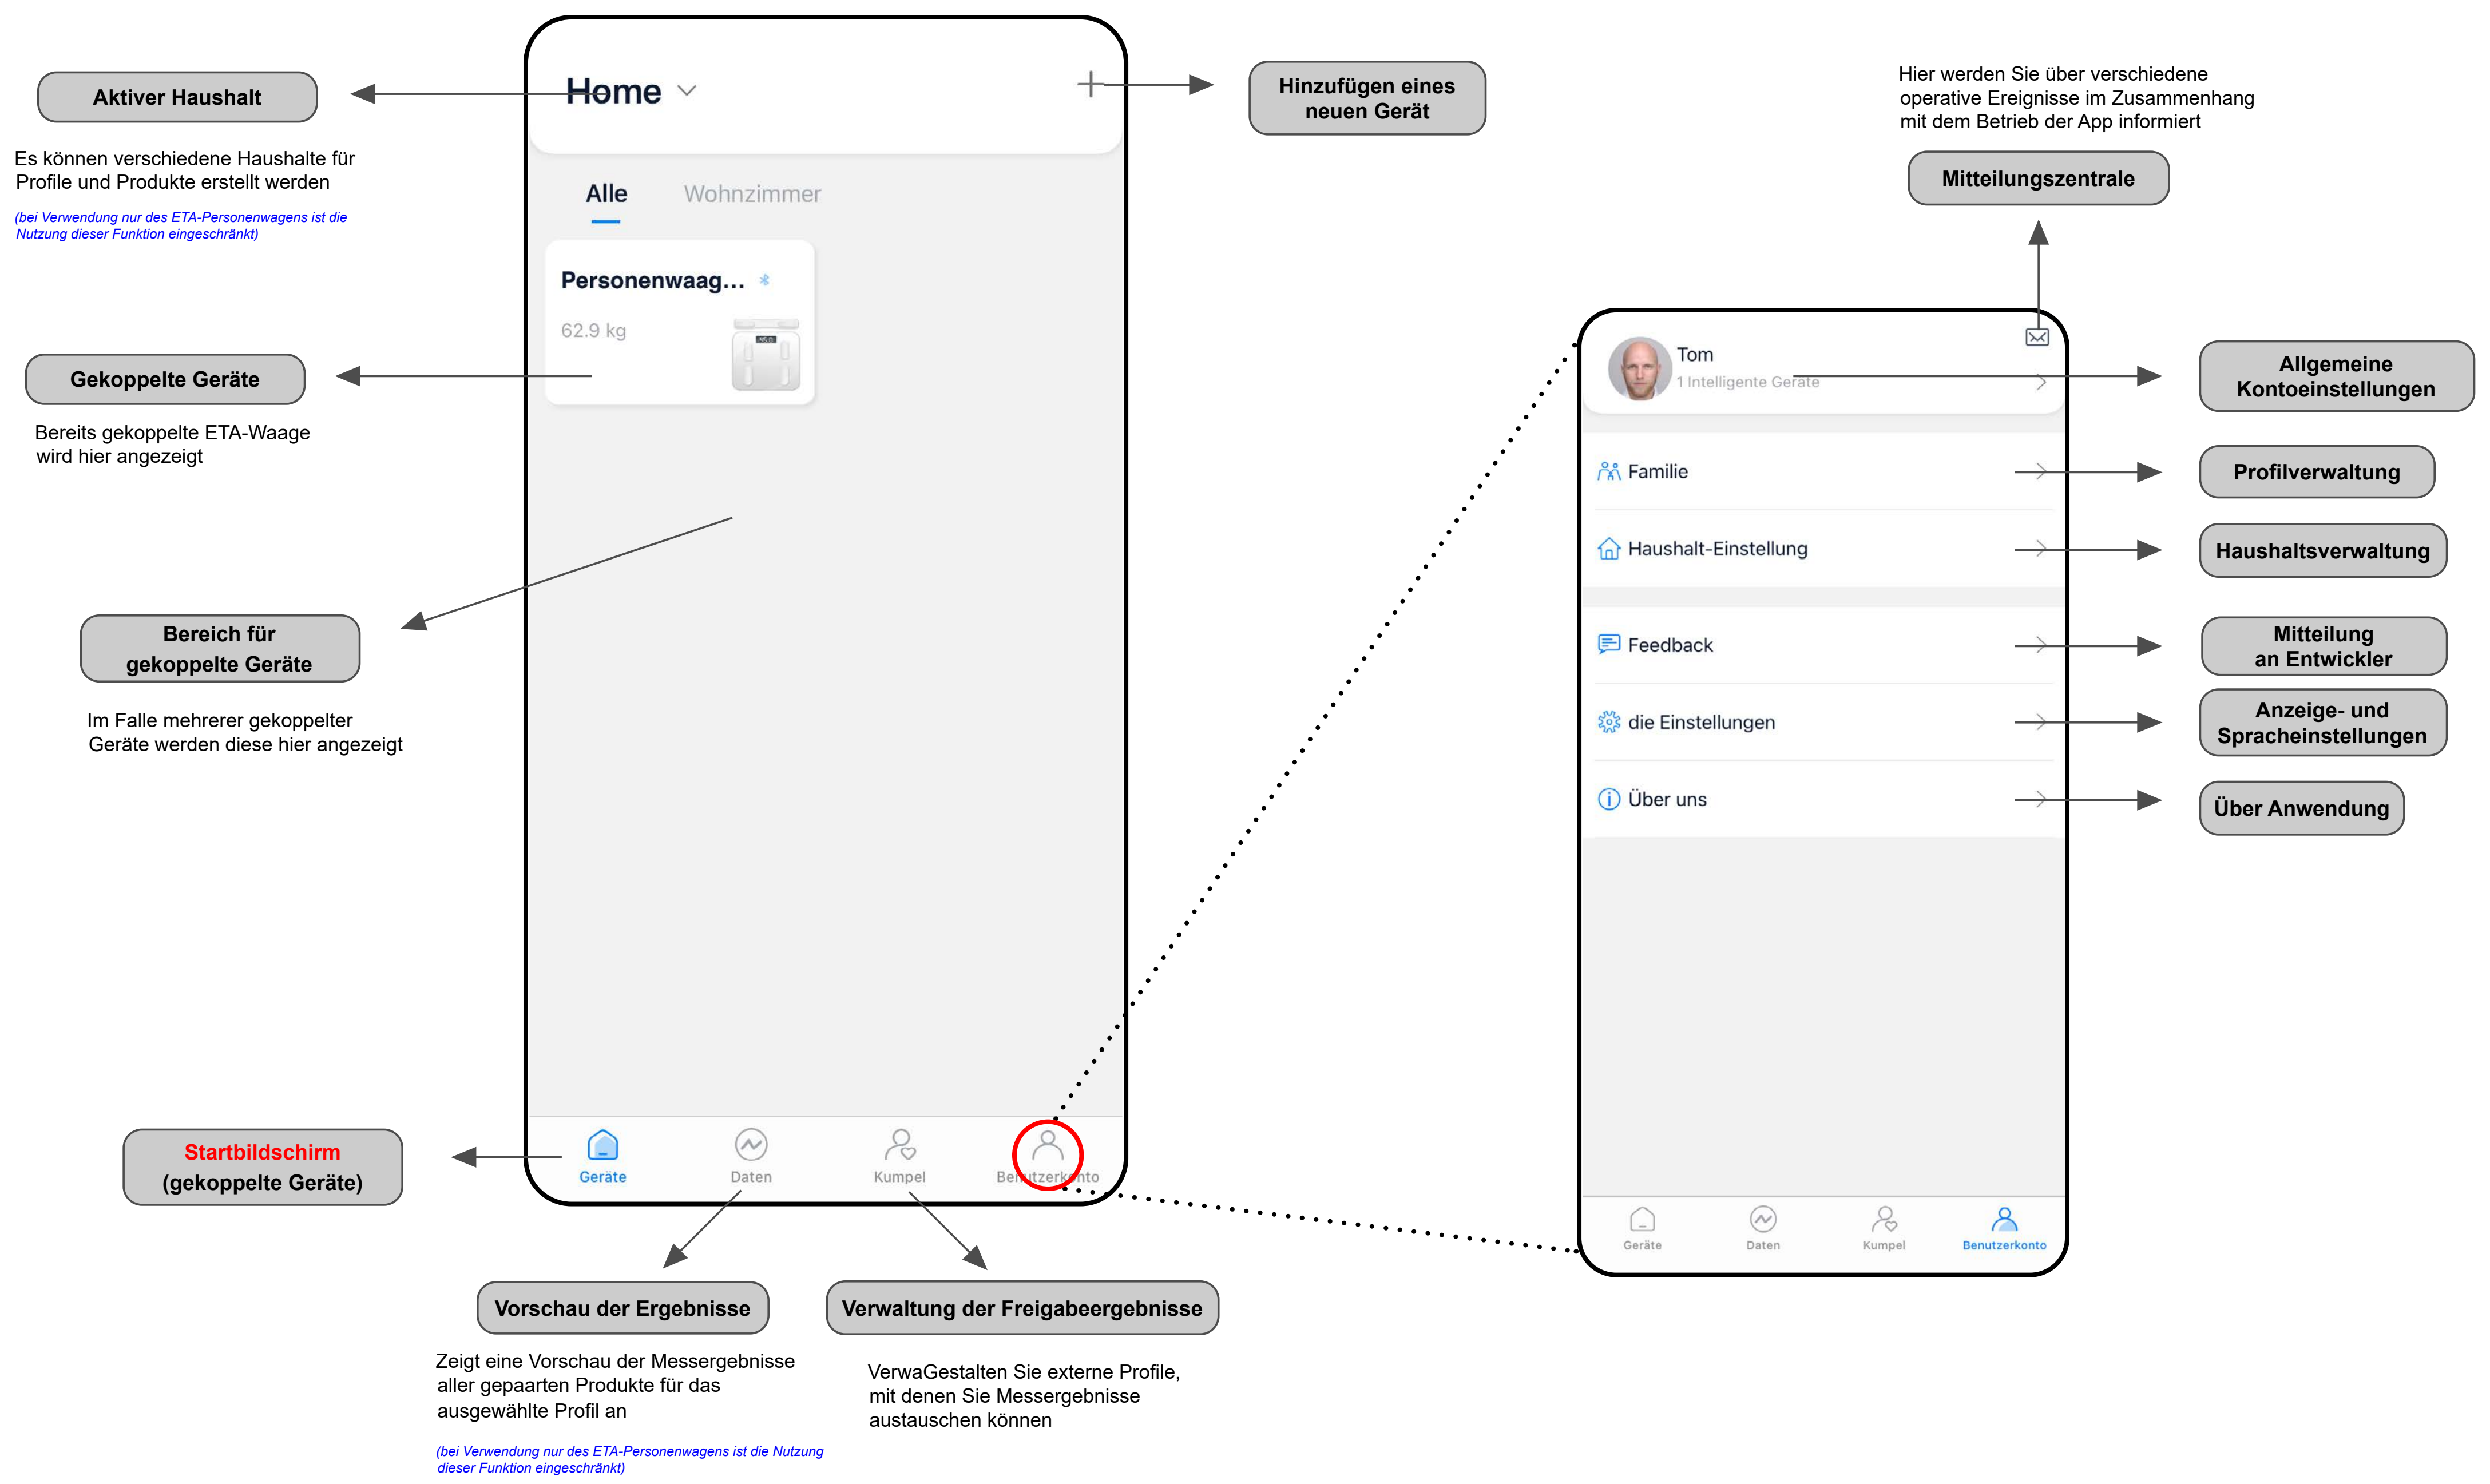 Aktiver Haushalt
Es können verschiedene Haushalte für
Profile und Produkte erstellt werden
(bei Verwendung nur des ETA-Personenwagens ist die
Nutzung dieser Funktion eingeschränkt)
Gekoppelte Geräte
Bereits gekoppelte ETA-Waage
wird hier angezeigt
Bereich für
gekoppelte Geräte
Im Falle mehrerer gekoppelter
Geräte werden diese hier angezeigt
Startbildschirm
(gekoppelte Geräte)
Home
Alle Wohnzimmer
Personenwaag...
62.9 kg
45.0
Geräte Daten Kumpel Benutzerkonto
Hinzufügen eines
neuen Gerät
Vorschau der Ergebnisse
Zeigt eine Vorschau der Messergebnisse
aller gepaarten Produkte für das
ausgewählte Profil an
(bei Verwendung nur des ETA-Personenwagens ist die Nutzung
dieser Funktion eingeschränkt)
Verwaltung der Freigabeergebnisse
VerwaGestalten Sie externe Profile,
mit denen Sie Messergebnisse
austauschen können
Hier werden Sie über verschiedene
operative Ereignisse im Zusammenhang
mit dem Betrieb der App informiert
Mitteilungszentrale
Tom
1 Intelligente Geräte
Familie
Haushalt-Einstellung
Feedback
die Einstellungen
Über uns
Geräte Daten Kumpel Benutzerkonto
Allgemeine
Kontoeinstellungen
Profilverwaltung
Haushaltsverwaltung
Mitteilung
an Entwickler
Anzeige- und
Spracheinstellungen
Über Anwendung